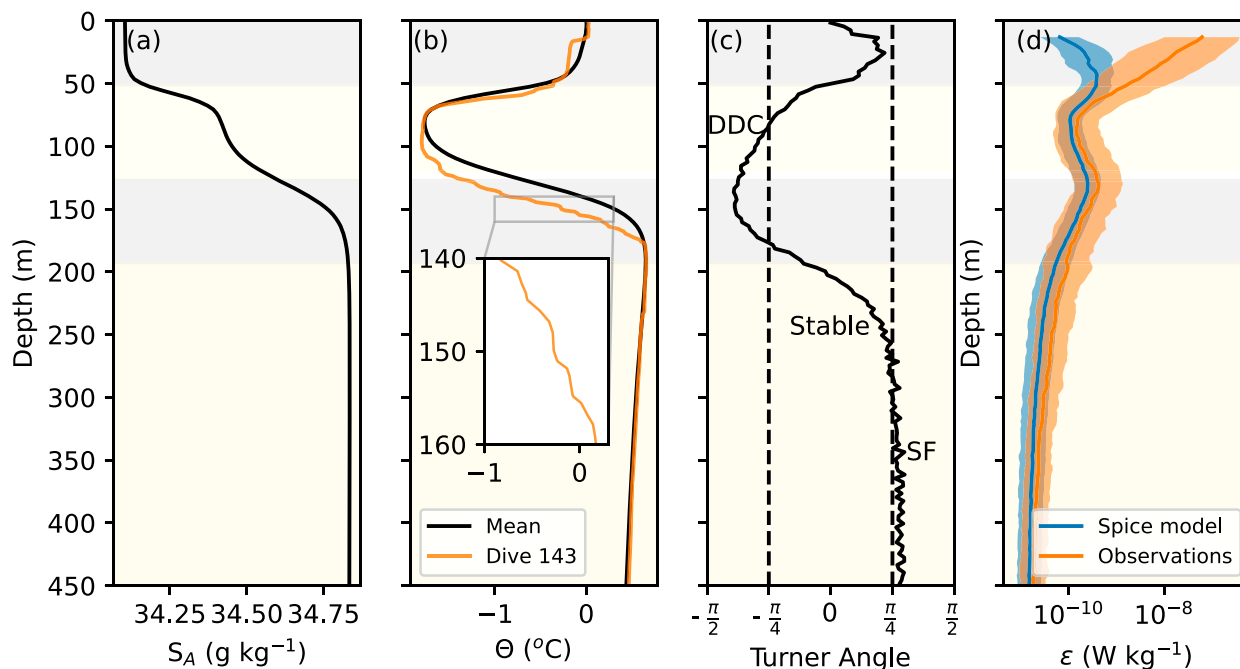 (a)
(b)
(c)
(d)
0
50
100
150
200
250
300
350
400
450
Depth (m)
34.25 34.50 34.75
S_A (g kg⁻¹)
140
150
160
−1 0
Mean
Dive 143
−1 0
Θ (°C)
DDC
Stable
SF
-π/2 -π/4 0 π/4 π/2
Turner Angle
Depth (m)
Spice model
Observations
10⁻¹⁰ 10⁻⁸
ε (W kg⁻¹)